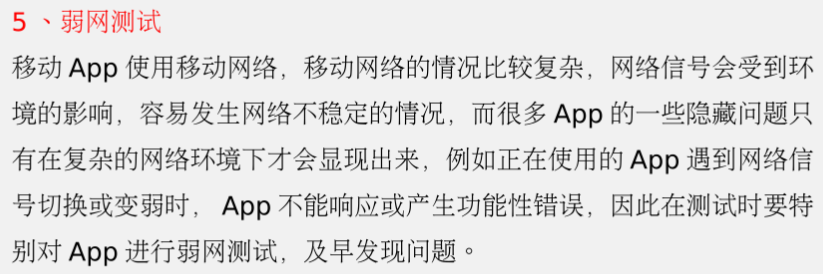 5 、弱网测试
移动 App 使用移动网络，移动网络的情况比较复杂，网络信号会受到环
境的影响，容易发生网络不稳定的情况，而很多 App 的一些隐藏问题只
有在复杂的网络环境下才会显现出来，例如正在使用的 App 遇到网络信
号切换或变弱时， App 不能响应或产生功能性错误，因此在测试时要特
别对 App 进行弱网测试，及早发现问题。